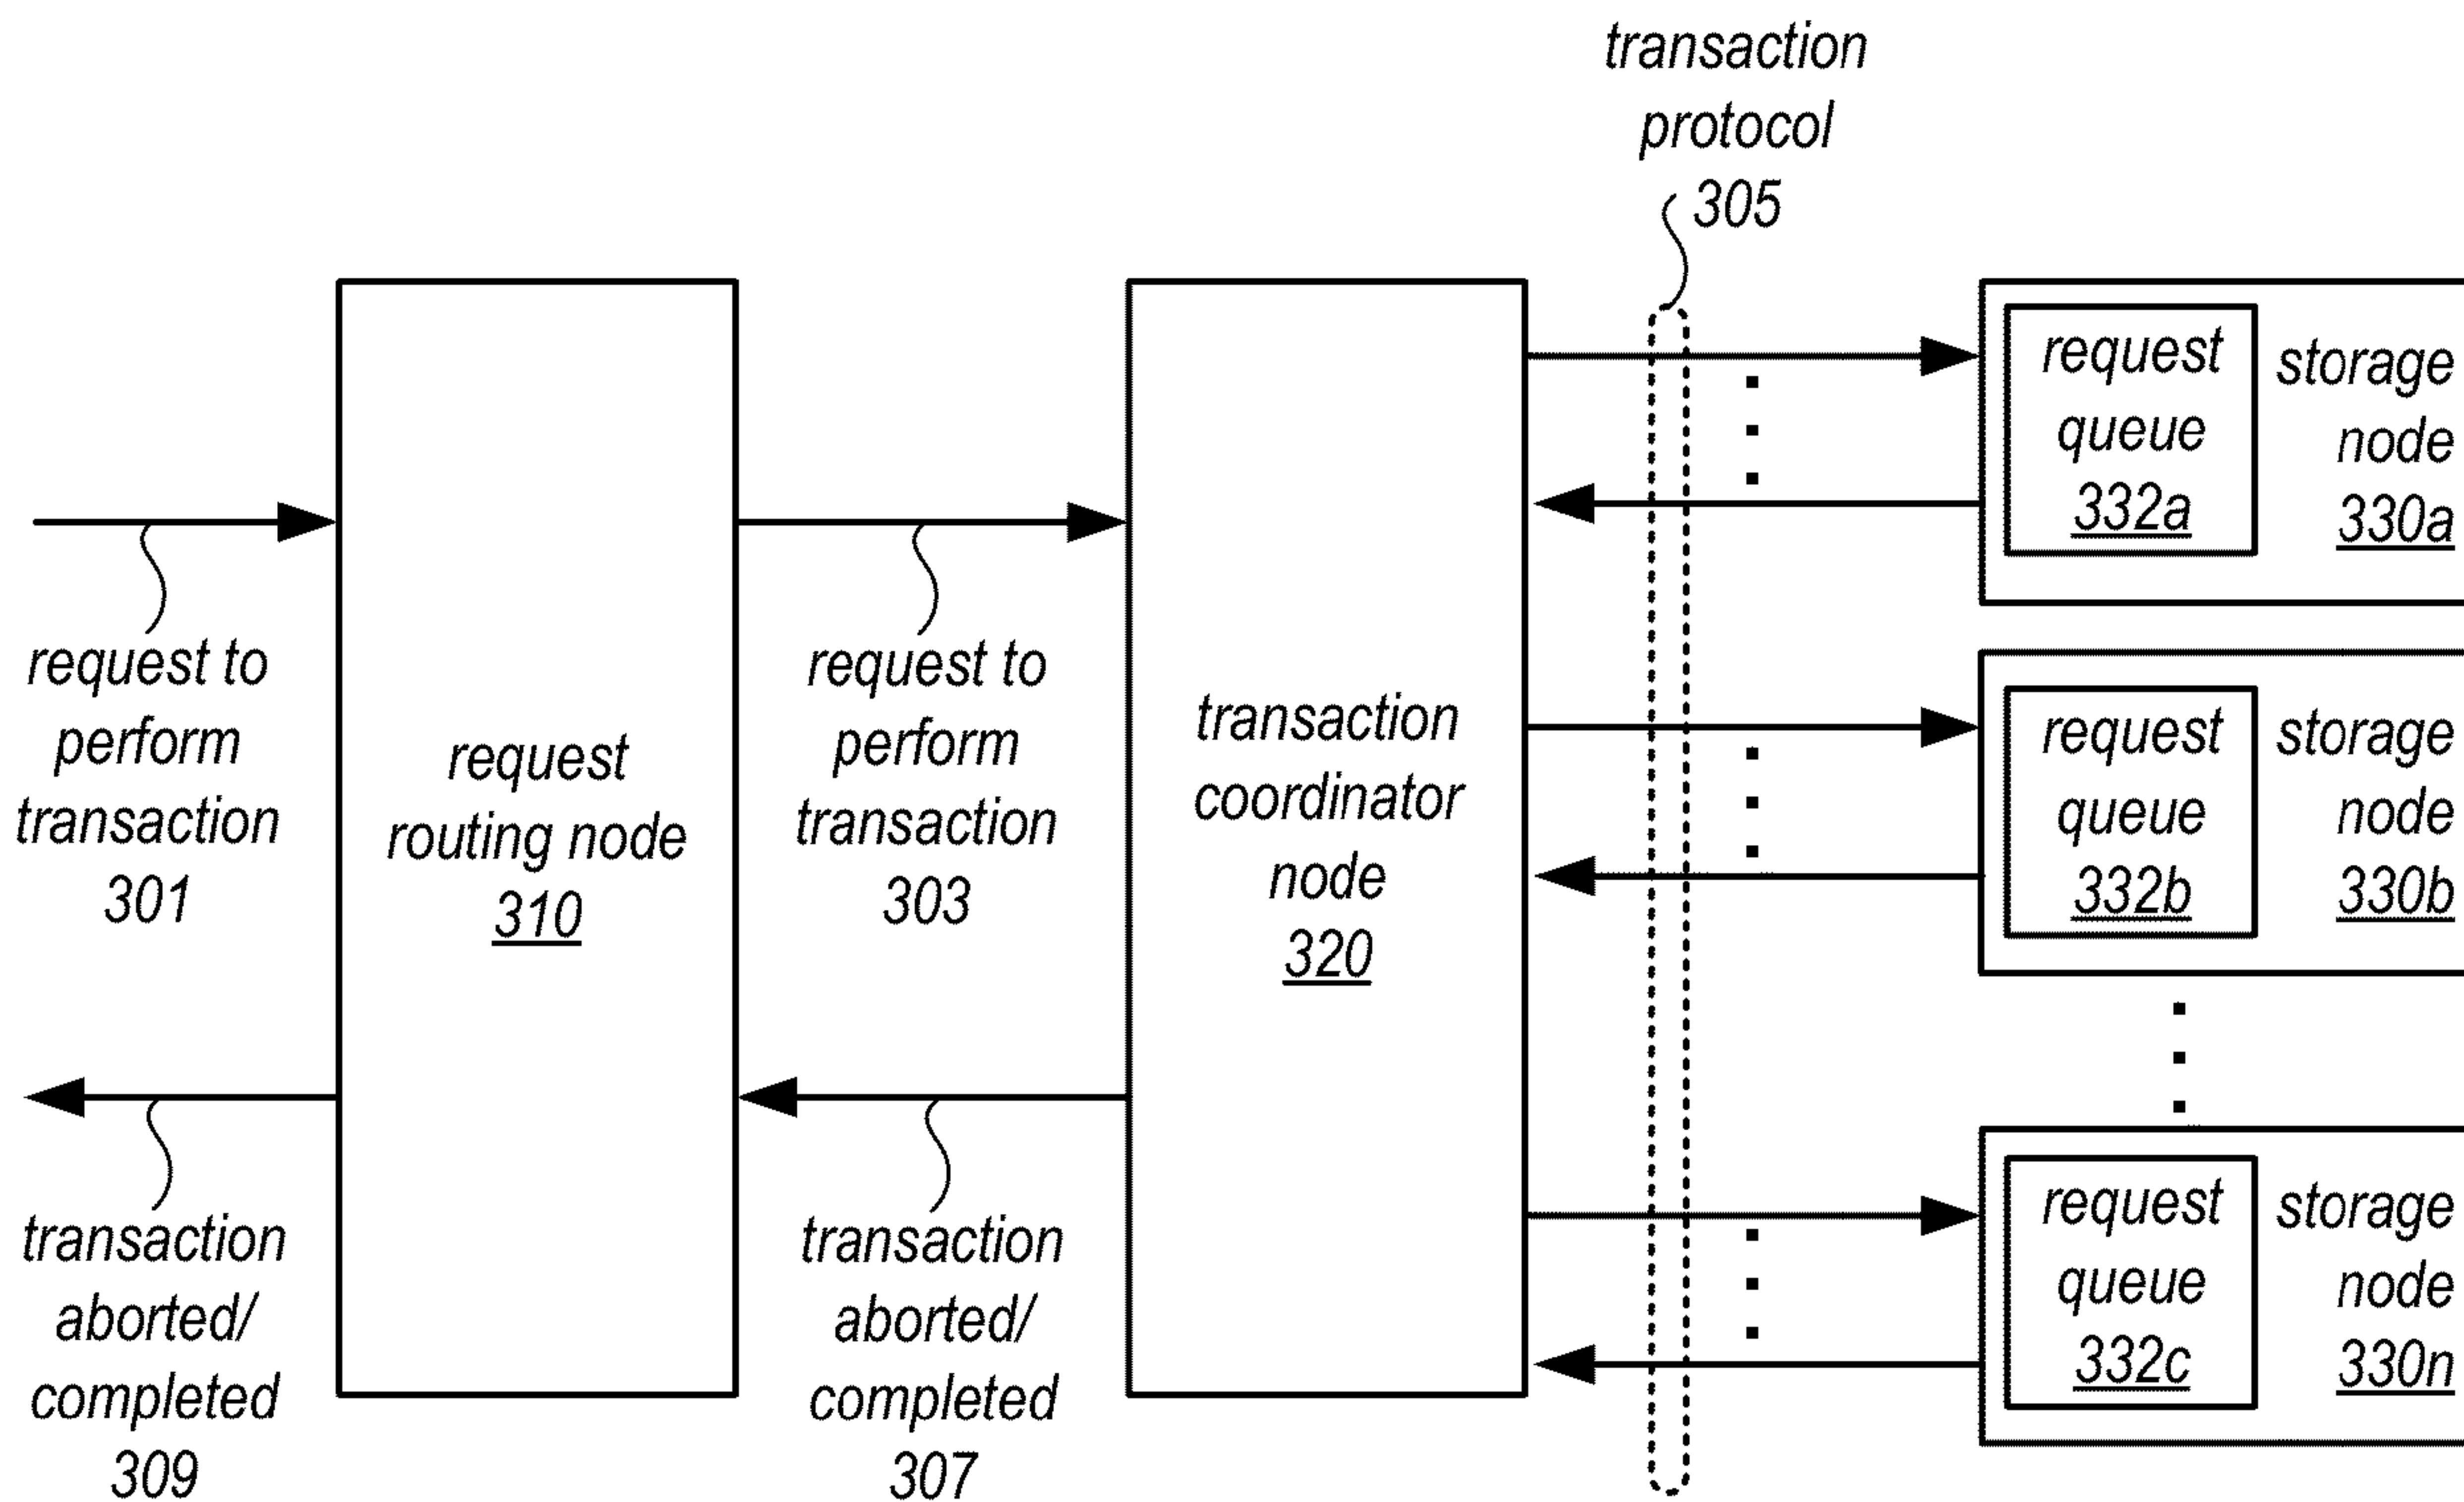 transaction
protocol
305
request to
perform
transaction
301
request
routing node
310
request to
perform
transaction
303
transaction
coordinator
node
320
request
queue
332a
storage
node
330a
request
queue
332b
storage
node
330b
request
queue
332c
storage
node
330n
transaction
aborted/
completed
309
transaction
aborted/
completed
307